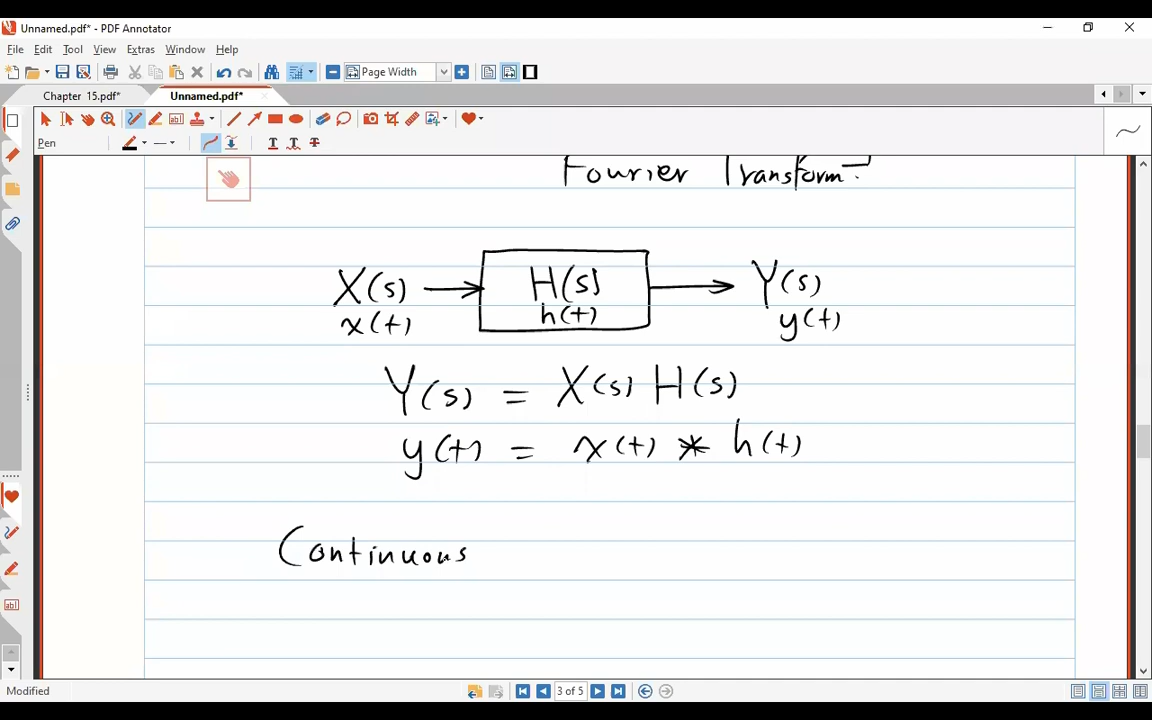 Unnamed.pdf* - PDF Annotator
File Edit Tool View Extras Window Help
Page Width
Chapter 15.pdf* Unnamed.pdf*
Pen
Fourier Transform?
X(s) → H(s) → Y(s)
x(t) h(t) y(t)
Y(s) = X(s) H(s)
y(t) = x(t) * h(t)
Continuous
Modified 3 of 5